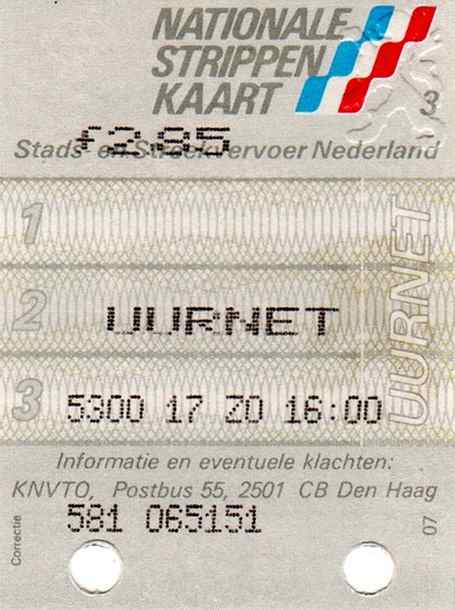 NATIONALE
STRIPPEN
KAART
3
f2.85
Stads- en Streekvervoer Nederland
1
2 UURNET
UURNET
3 5300 17 ZO 16:00
Informatie en eventuele klachten:
KNVTO, Postbus 55, 2501 CB Den Haag
581 065151
Correctie
07